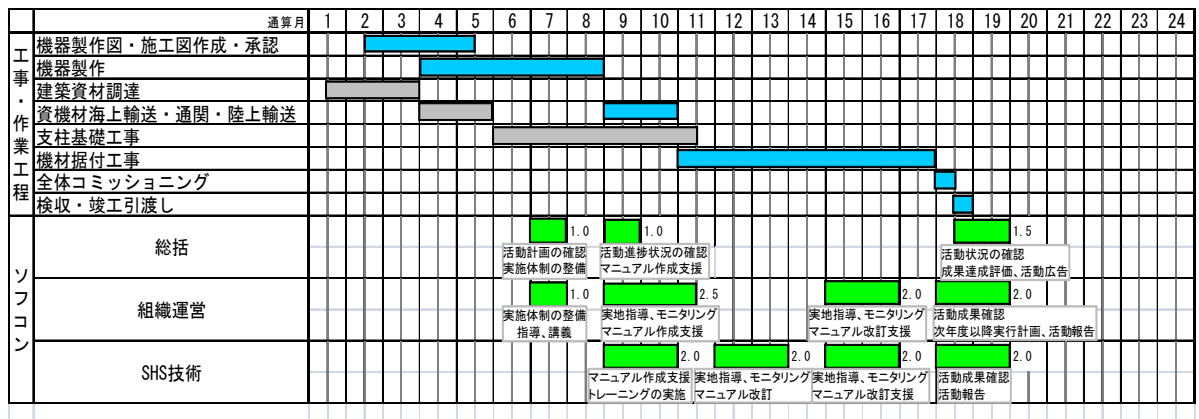 通算月 1 2 3 4 5 6 7 8 9 10 11 12 13 14 15 16 17 18 19 20 21 22 23 24
工事・作業工程
機器製作図・施工図作成・承認
機器製作
建築資材調達
資機材海上輸送・通関・陸上輸送
支柱基礎工事
機材据付工事
全体コミッショニング
検収・竣工引渡し
ソフコン
総括
1.0 1.0 1.5
活動計画の確認 活動進捗状況の確認 活動状況の確認
実施体制の整備 マニュアル作成支援 成果達成評価、活動広告
組織運営
1.0 2.5 2.0 2.0
実施体制の整備 実地指導、モニタリング 実地指導、モニタリング 活動成果確認
指導、講義 マニュアル作成支援 マニュアル改訂支援 次年度以降実行計画、活動報告
SHS技術
2.0 2.0 2.0 2.0
マニュアル作成支援 実地指導、モニタリング 実地指導、モニタリング 活動成果確認
トレーニングの実施 マニュアル改訂 マニュアル改訂支援 活動報告